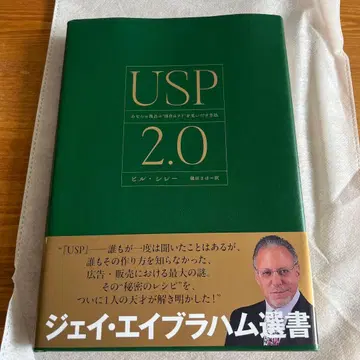 USP
2.0
ビル・シレー
"『USP』——誰もが一度は聞いたことはあるが、
誰もその作り方を知らなかった、
広告・販売における最大の謎。
その"秘密のレシピ"を、
ついに1人の天才が解き明かした!"
ジェイ・エイブラハム選書